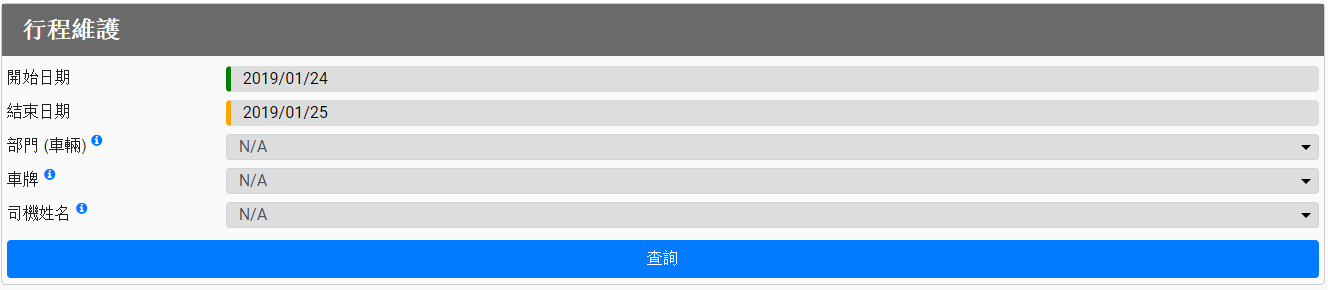 行程維護
開始日期 2019/01/24
結束日期 2019/01/25
部門 (車輛) N/A
車牌 N/A
司機姓名 N/A
查詢